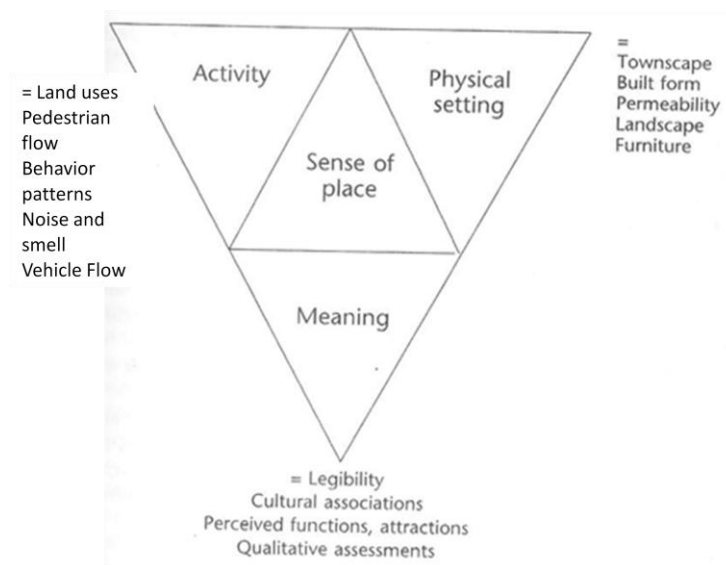 Activity
Physical
setting
=
Townscape
Built form
Permeability
Landscape
Furniture
= Land uses
Pedestrian
flow
Behavior
patterns
Noise and
smell
Vehicle Flow
Sense of
place
Meaning
= Legibility
Cultural associations
Perceived functions, attractions
Qualitative assessments